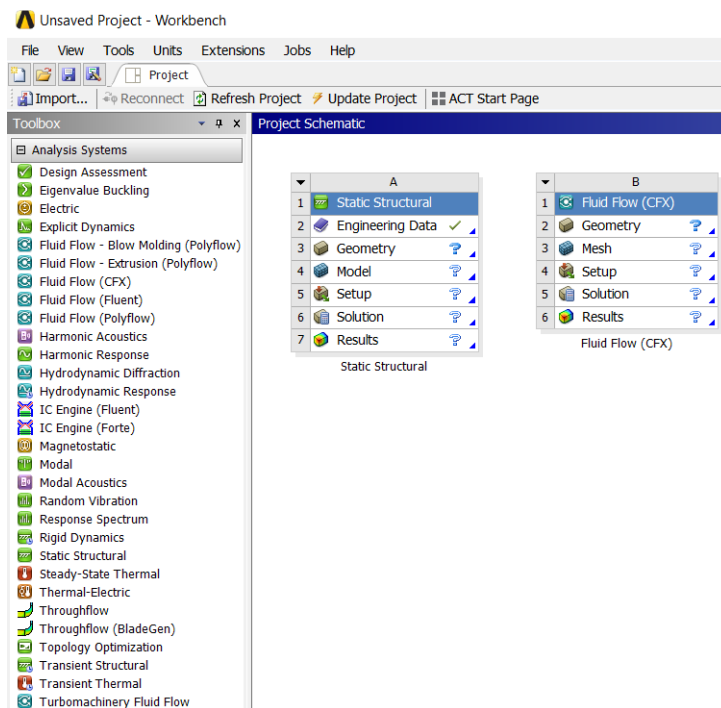 Unsaved Project - Workbench
File View Tools Units Extensions Jobs Help
Project
Import... Reconnect Refresh Project Update Project ACT Start Page
Toolbox
Project Schematic
Analysis Systems
Design Assessment
Eigenvalue Buckling
Electric
Explicit Dynamics
Fluid Flow - Blow Molding (Polyflow)
Fluid Flow - Extrusion (Polyflow)
Fluid Flow (CFX)
Fluid Flow (Fluent)
Fluid Flow (Polyflow)
Harmonic Acoustics
Harmonic Response
Hydrodynamic Diffraction
Hydrodynamic Response
IC Engine (Fluent)
IC Engine (Forte)
Magnetostatic
Modal
Modal Acoustics
Random Vibration
Response Spectrum
Rigid Dynamics
Static Structural
Steady-State Thermal
Thermal-Electric
Throughflow
Throughflow (BladeGen)
Topology Optimization
Transient Structural
Transient Thermal
Turbomachinery Fluid Flow
A
1 Static Structural
2 Engineering Data ✓
3 Geometry ?
4 Model ?
5 Setup ?
6 Solution ?
7 Results ?
Static Structural
B
1 Fluid Flow (CFX)
2 Geometry ?
3 Mesh ?
4 Setup ?
5 Solution ?
6 Results ?
Fluid Flow (CFX)